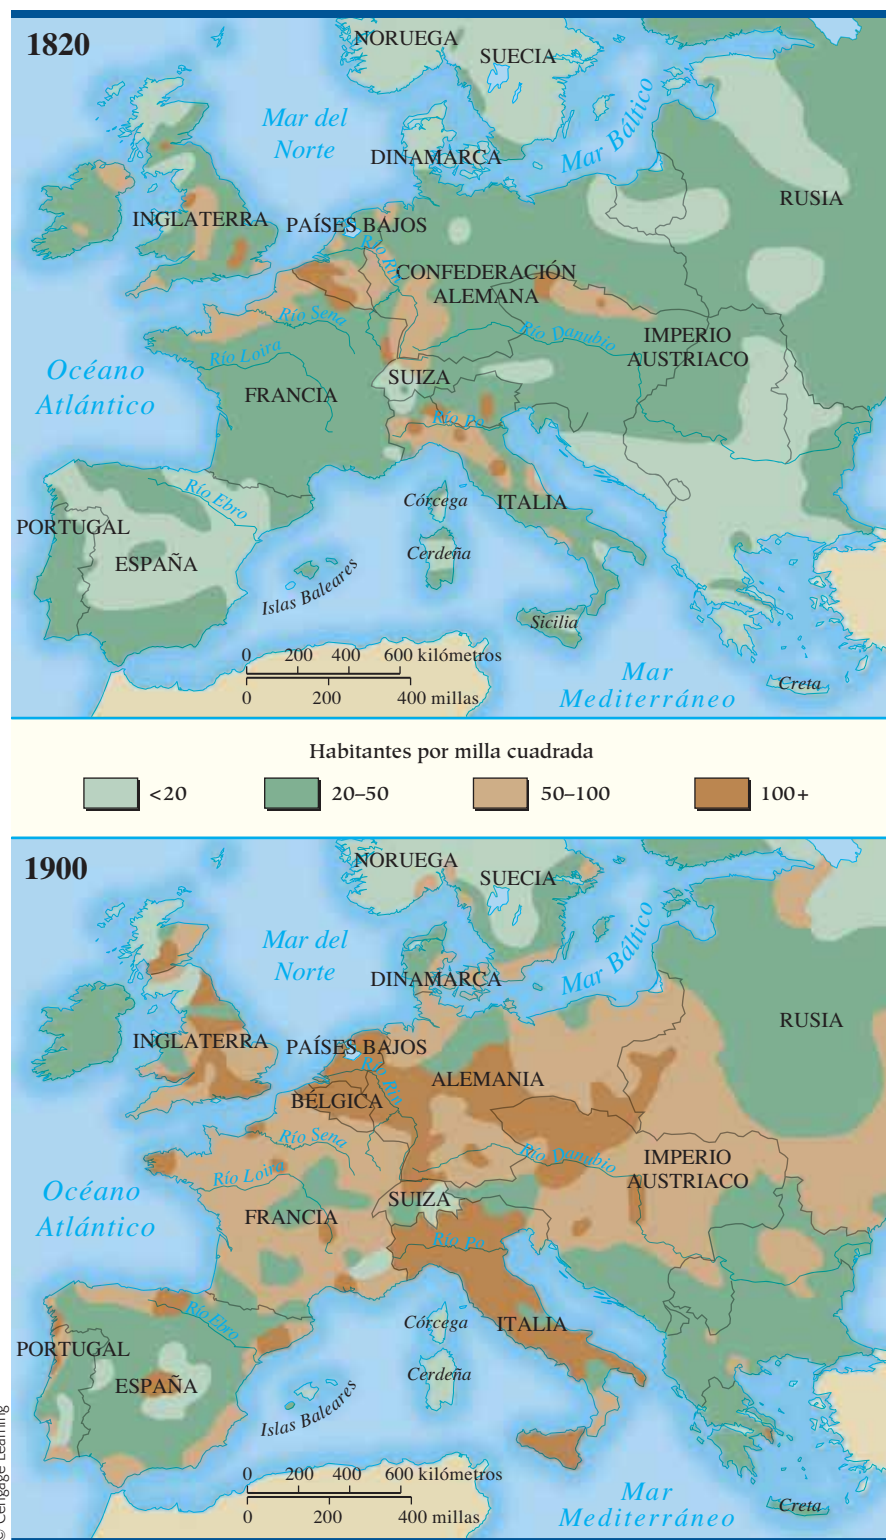 1820
NORUEGA
SUECIA
Mar del
Norte
Mar Báltico
DINAMARCA
RUSIA
INGLATERRA
PAÍSES BAJOS
Río Rin
CONFEDERACIÓN
ALEMANA
Río Sena
Río Danubio
IMPERIO
AUSTRIACO
Río Loira
Océano
Atlántico
SUIZA
FRANCIA
Río Po
Río Ebro
Córcega
ITALIA
PORTUGAL
ESPAÑA
Cerdeña
Islas Baleares
Sicilia
0 200 400 600 kilómetros
0 200 400 millas
Mar
Mediterráneo
Creta
Habitantes por milla cuadrada
<20
20–50
50–100
100+
1900
NORUEGA
SUECIA
Mar del
Norte
Mar Báltico
DINAMARCA
RUSIA
INGLATERRA
PAÍSES BAJOS
Río Rin
ALEMANIA
BÉLGICA
Río Sena
Río Danubio
IMPERIO
AUSTRIACO
Río Loira
Océano
Atlántico
SUIZA
FRANCIA
Río Po
Río Ebro
Córcega
ITALIA
PORTUGAL
ESPAÑA
Cerdeña
Islas Baleares
0 200 400 600 kilómetros
0 200 400 millas
Mar
Mediterráneo
Creta
© Cengage Learning